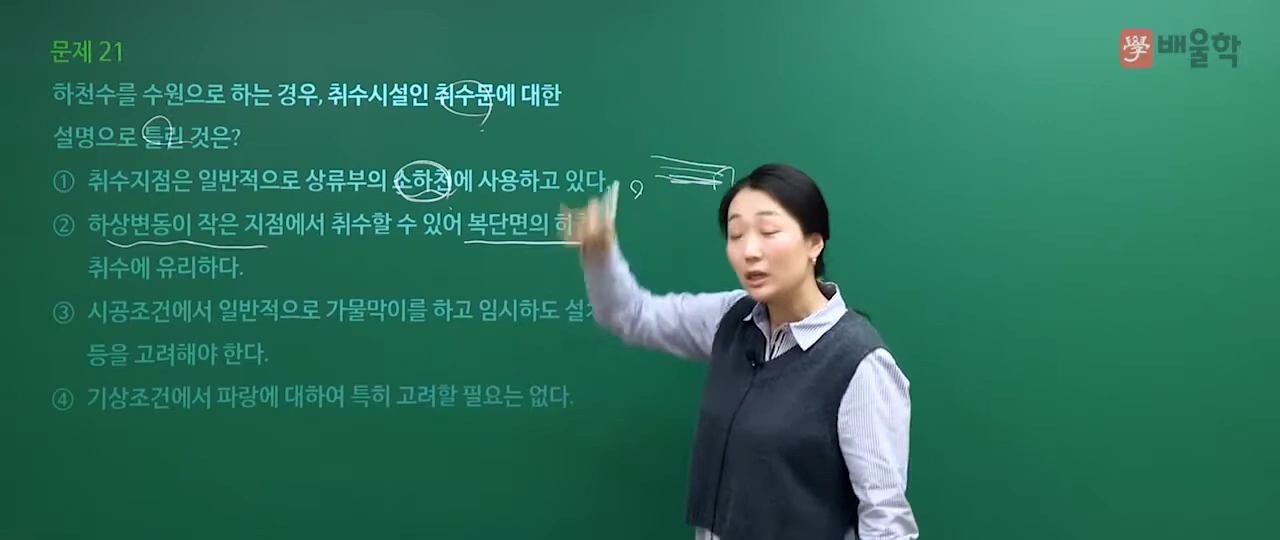 學 배울학
문제 21
하천수를 수원으로 하는 경우, 취수시설인 취수문에 대한
설명으로 틀린 것은?
① 취수지점은 일반적으로 상류부의 소하천에 사용하고 있다.
② 하상변동이 작은 지점에서 취수할 수 있어 복단면의
취수에 유리하다.
③ 시공조건에서 일반적으로 가물막이를 하고 임시하도
등을 고려해야 한다.
④ 기상조건에서 파랑에 대하여 특히 고려할 필요는 없다.